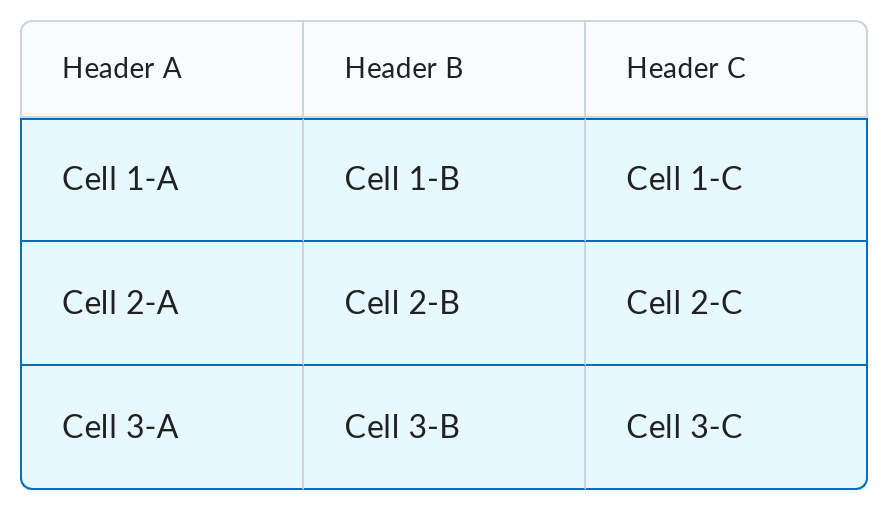 Header A Header B Header C
Cell 1-A Cell 1-B Cell 1-C
Cell 2-A Cell 2-B Cell 2-C
Cell 3-A Cell 3-B Cell 3-C